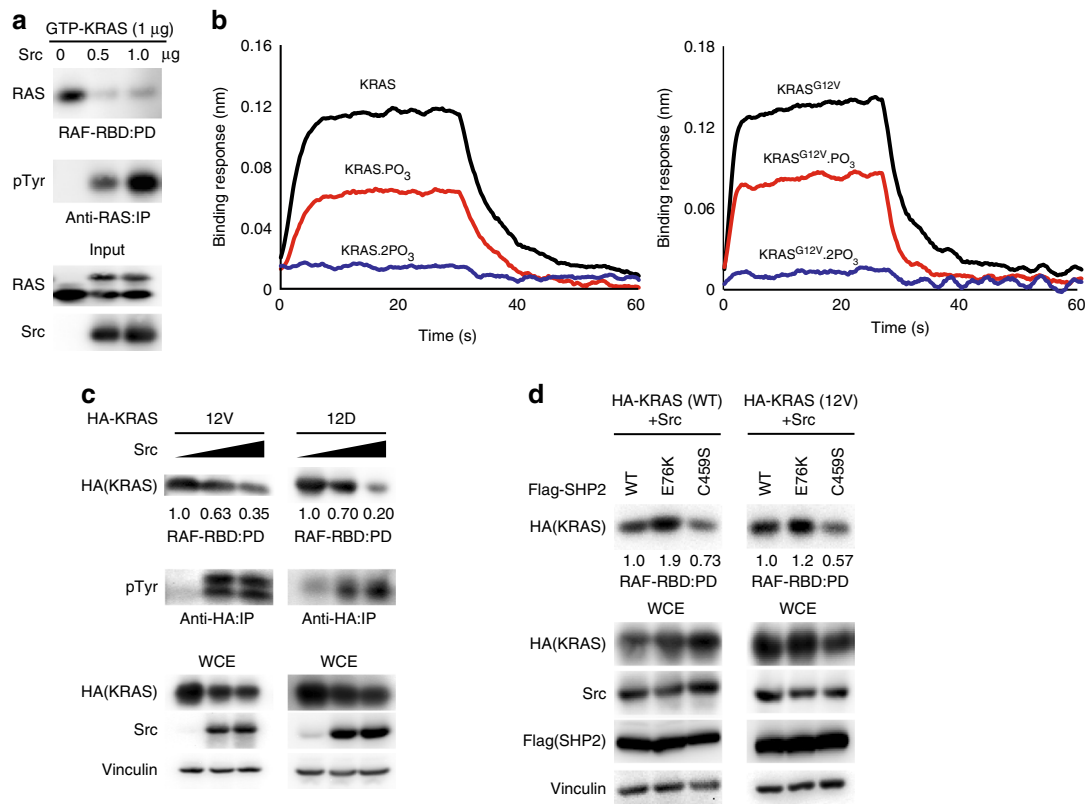 a
GTP-KRAS (1 µg)
Src 0 0.5 1.0 µg
RAS
RAF-RBD:PD
pTyr
Anti-RAS:IP
Input
RAS
Src
b
0.16
0.12
0.08
0.04
0
Binding response (nm)
KRAS
KRAS.PO3
KRAS.2PO3
0 20 40 60
Time (s)
0.18
0.13
0.09
0.04
0
Binding response (nm)
KRASG12V
KRASG12V.PO3
KRASG12V.2PO3
0 20 40 60
Time (s)
c
HA-KRAS 12V 12D
Src
HA(KRAS)
1.0 0.63 0.35 1.0 0.70 0.20
RAF-RBD:PD RAF-RBD:PD
pTyr
Anti-HA:IP Anti-HA:IP
WCE WCE
HA(KRAS)
Src
Vinculin
d
HA-KRAS (WT) HA-KRAS (12V)
+Src +Src
Flag-SHP2 WT E76K C459S WT E76K C459S
HA(KRAS)
1.0 1.9 0.73 1.0 1.2 0.57
RAF-RBD:PD RAF-RBD:PD
WCE WCE
HA(KRAS)
Src
Flag(SHP2)
Vinculin